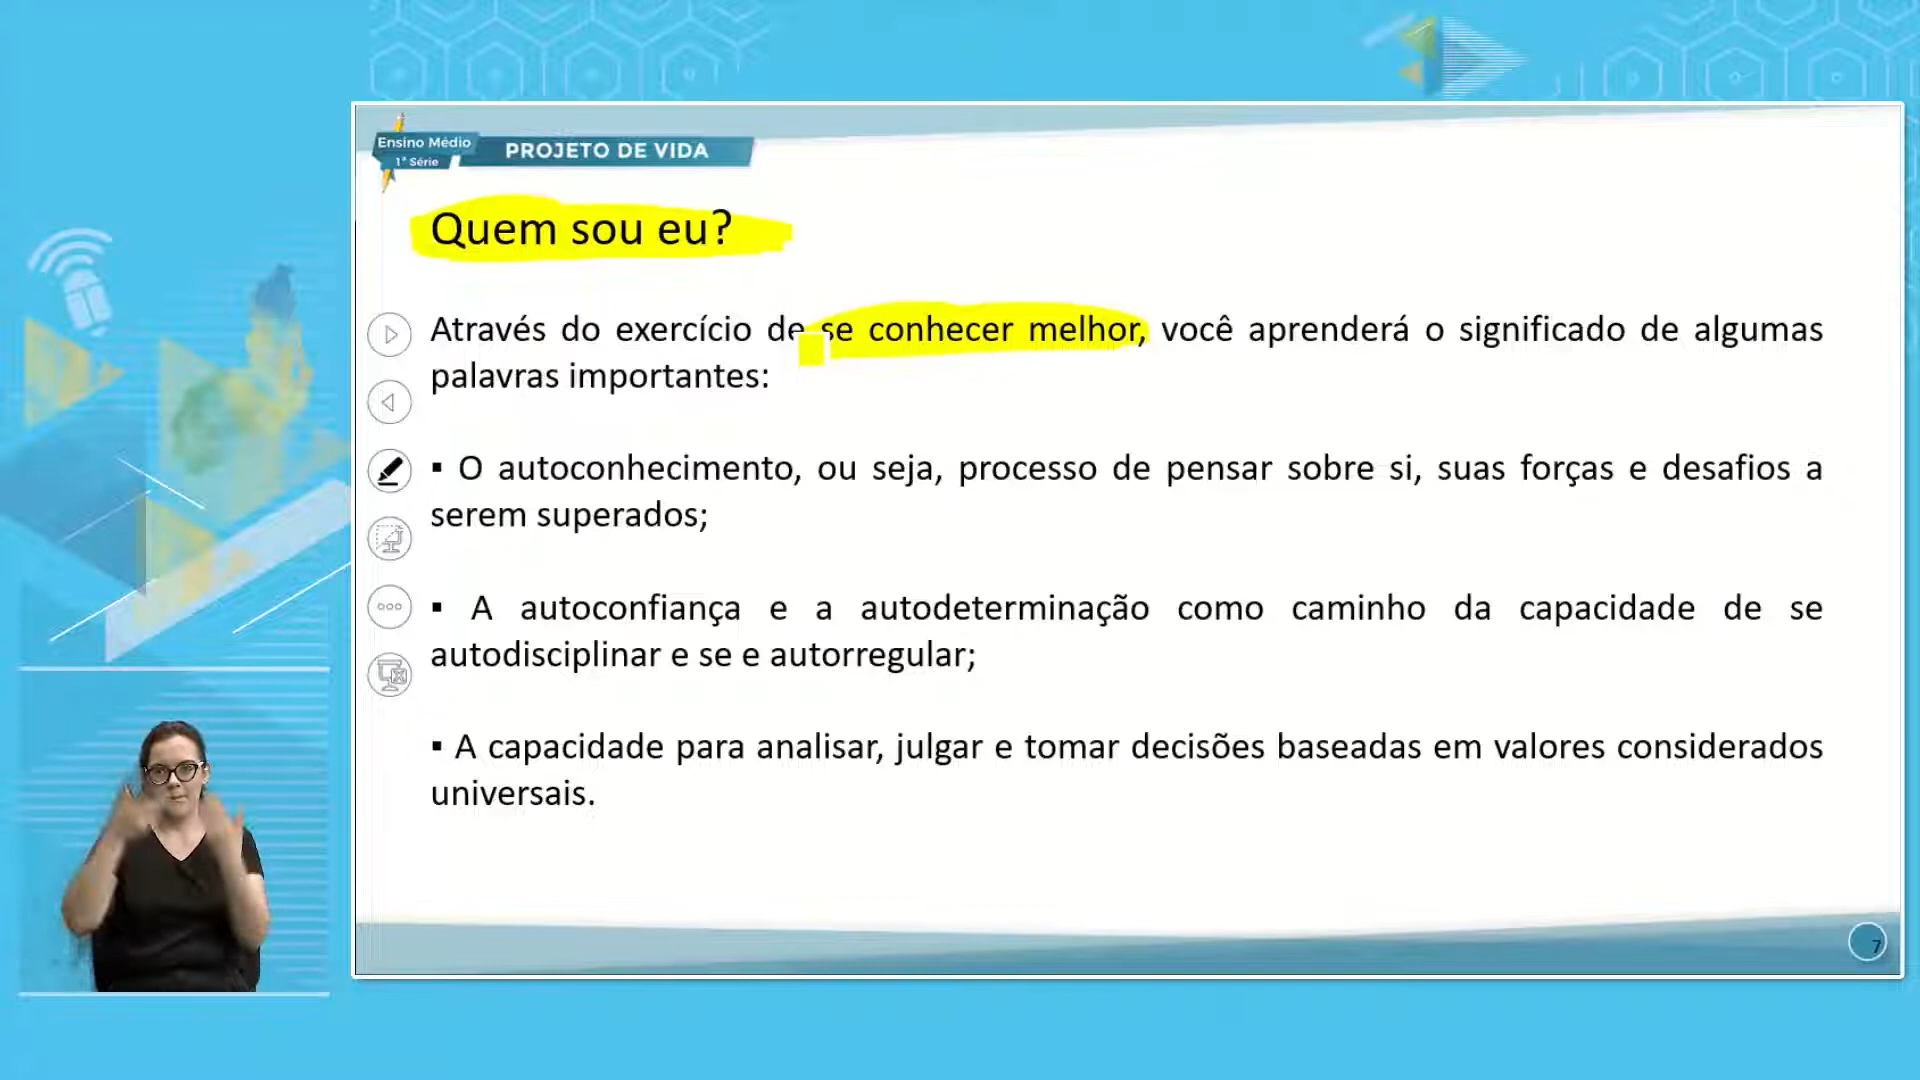 Ensino Médio
1ª Série
PROJETO DE VIDA
Quem sou eu?
Através do exercício de se conhecer melhor, você aprenderá o significado de algumas
palavras importantes:
▪ O autoconhecimento, ou seja, processo de pensar sobre si, suas forças e desafios a
serem superados;
▪ A autoconfiança e a autodeterminação como caminho da capacidade de se
autodisciplinar e se e autorregular;
▪ A capacidade para analisar, julgar e tomar decisões baseadas em valores considerados
universais.
7